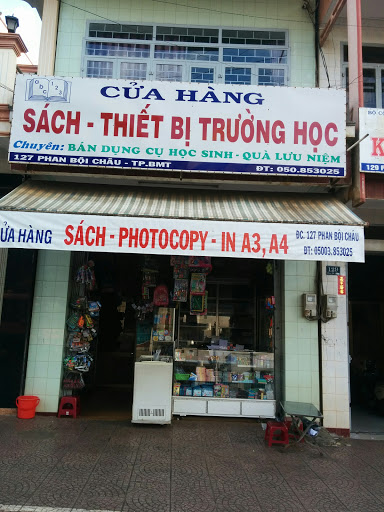 CỬA HÀNG
SÁCH - THIẾT BỊ TRƯỜNG HỌC
Chuyên: BÁN DỤNG CỤ HỌC SINH - QUÀ LƯU NIỆM
127 PHAN BỘI CHÂU - TP.BMT ĐT: 050.853025
CỬA HÀNG SÁCH - PHOTOCOPY - IN A3, A4
ĐC. 127 PHAN BỘI CHÂU
ĐT: 05003.853025